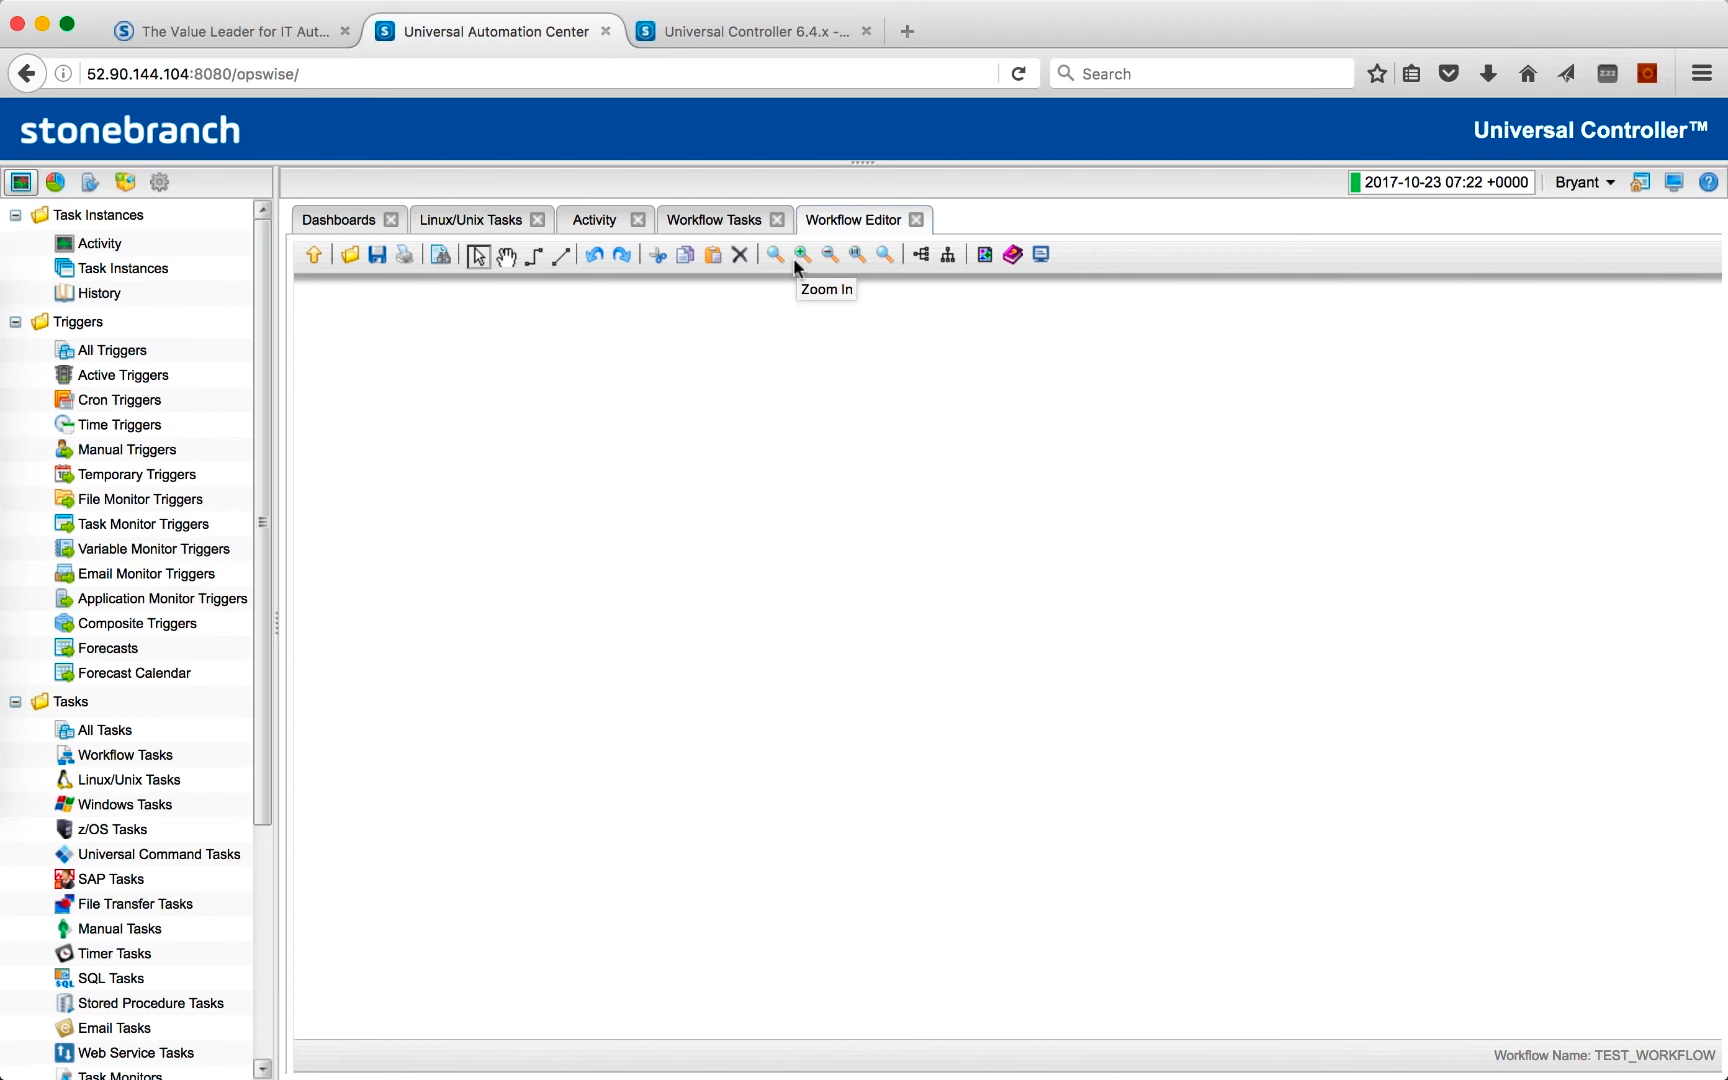 The Value Leader for IT Aut...
Universal Automation Center
Universal Controller 6.4.x -...
52.90.144.104:8080/opswise/
Search
stonebranch
Universal Controller™
2017-10-23 07:22 +0000
Bryant
Dashboards
Linux/Unix Tasks
Activity
Workflow Tasks
Workflow Editor
Zoom In
Task Instances
Activity
Task Instances
History
Triggers
All Triggers
Active Triggers
Cron Triggers
Time Triggers
Manual Triggers
Temporary Triggers
File Monitor Triggers
Task Monitor Triggers
Variable Monitor Triggers
Email Monitor Triggers
Application Monitor Triggers
Composite Triggers
Forecasts
Forecast Calendar
Tasks
All Tasks
Workflow Tasks
Linux/Unix Tasks
Windows Tasks
z/OS Tasks
Universal Command Tasks
SAP Tasks
File Transfer Tasks
Manual Tasks
Timer Tasks
SQL Tasks
Stored Procedure Tasks
Email Tasks
Web Service Tasks
Task Monitors
Workflow Name: TEST_WORKFLOW